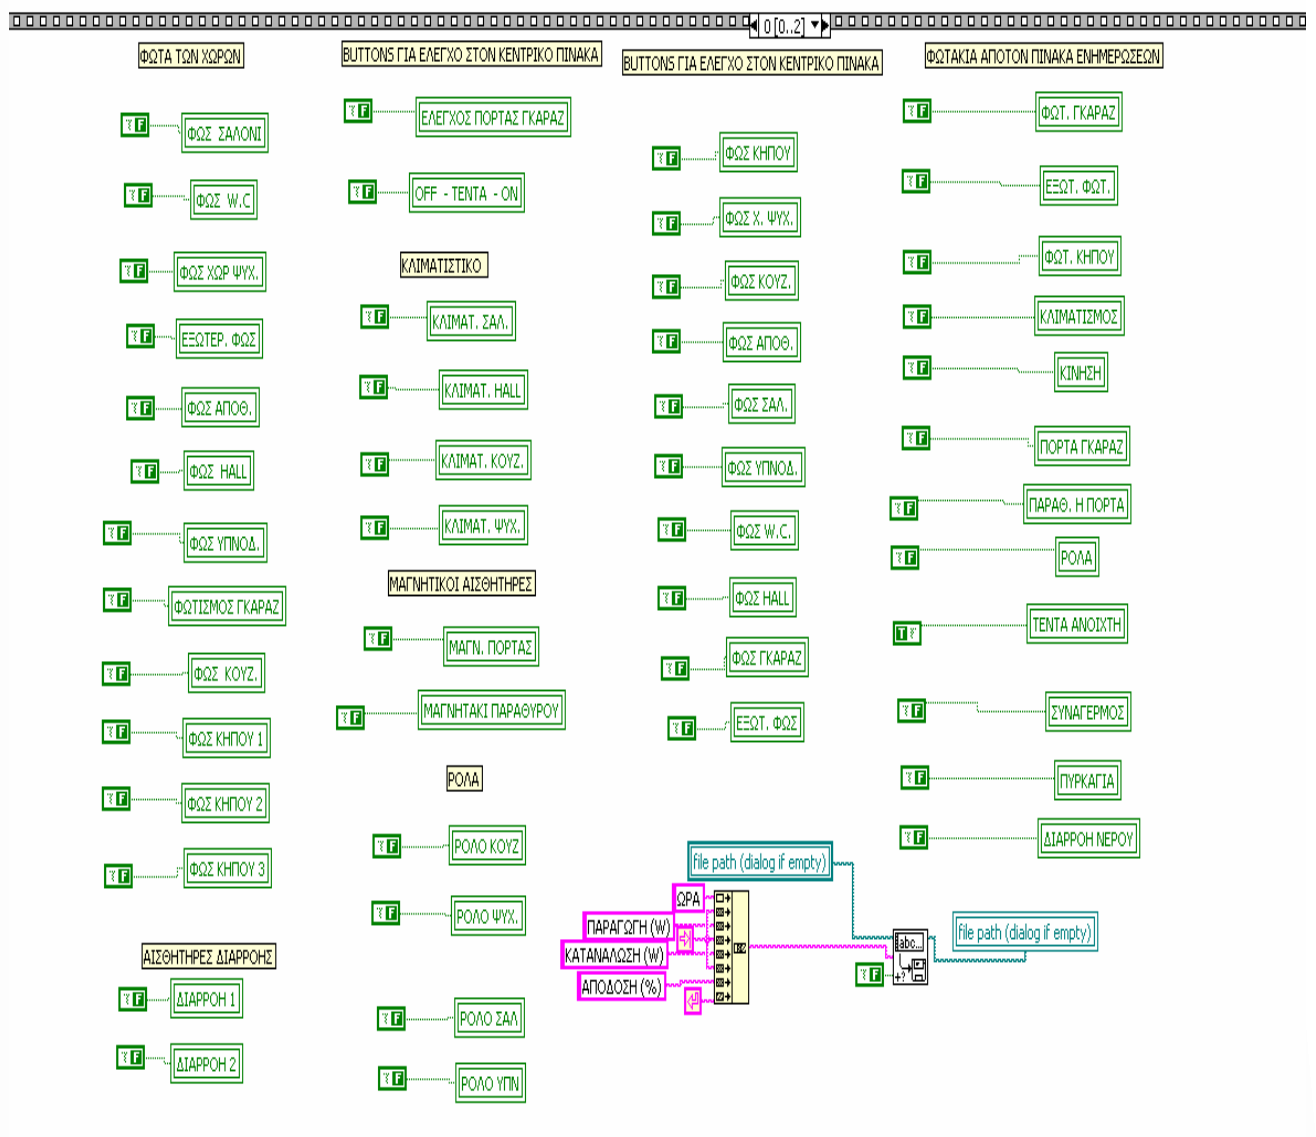 0 [0..2]
ΦΩΤΑ ΤΩΝ ΧΩΡΩΝ
ΦΩΣ ΣΑΛΟΝΙ
ΦΩΣ W.C
ΦΩΣ ΧΩΡ ΨΥΧ.
ΕΞΩΤΕΡ. ΦΩΣ
ΦΩΣ ΑΠΟΘ.
ΦΩΣ HALL
ΦΩΣ ΥΠΝΟΔ.
ΦΩΤΙΣΜΟΣ ΓΚΑΡΑΖ
ΦΩΣ ΚΟΥΖ.
ΦΩΣ ΚΗΠΟΥ 1
ΦΩΣ ΚΗΠΟΥ 2
ΦΩΣ ΚΗΠΟΥ 3
ΑΙΣΘΗΤΗΡΕΣ ΔΙΑΡΡΟΗΣ
ΔΙΑΡΡΟΗ 1
ΔΙΑΡΡΟΗ 2
BUTTONS ΓΙΑ ΕΛΕΓΧΟ ΣΤΟΝ ΚΕΝΤΡΙΚΟ ΠΙΝΑΚΑ
ΕΛΕΓΧΟΣ ΠΟΡΤΑΣ ΓΚΑΡΑΖ
OFF - ΤΕΝΤΑ - ON
ΚΛΙΜΑΤΙΣΤΙΚΟ
ΚΛΙΜΑΤ. ΣΑΛ.
ΚΛΙΜΑΤ. HALL
ΚΛΙΜΑΤ. ΚΟΥΖ.
ΚΛΙΜΑΤ. ΨΥΧ.
ΜΑΓΝΗΤΙΚΟΙ ΑΙΣΘΗΤΗΡΕΣ
ΜΑΓΝ. ΠΟΡΤΑΣ
ΜΑΓΝΗΤΑΚΙ ΠΑΡΑΘΥΡΟΥ
ΡΟΛΑ
ΡΟΛΟ ΚΟΥΖ
ΡΟΛΟ ΨΥΧ.
ΡΟΛΟ ΣΑΛ
ΡΟΛΟ ΥΠΝ
BUTTONS ΓΙΑ ΕΛΕΓΧΟ ΣΤΟΝ ΚΕΝΤΡΙΚΟ ΠΙΝΑΚΑ
ΦΩΣ ΚΗΠΟΥ
ΦΩΣ Χ. ΨΥΧ.
ΦΩΣ ΚΟΥΖ.
ΦΩΣ ΑΠΟΘ.
ΦΩΣ ΣΑΛ.
ΦΩΣ ΥΠΝΟΔ.
ΦΩΣ W.C.
ΦΩΣ HALL
ΦΩΣ ΓΚΑΡΑΖ
ΕΞΩΤ. ΦΩΣ
file path (dialog if empty)
ΩΡΑ
ΠΑΡΑΓΩΓΗ (W)
ΚΑΤΑΝΑΛΩΣΗ (W)
ΑΠΟΔΟΣΗ (%)
abc...
file path (dialog if empty)
ΦΩΤΑΚΙΑ ΑΠΟΤΟΝ ΠΙΝΑΚΑ ΕΝΗΜΕΡΩΣΕΩΝ
ΦΩΤ. ΓΚΑΡΑΖ
ΕΞΩΤ. ΦΩΤ.
ΦΩΤ. ΚΗΠΟΥ
ΚΛΙΜΑΤΙΣΜΟΣ
ΚΙΝΗΣΗ
ΠΟΡΤΑ ΓΚΑΡΑΖ
ΠΑΡΑΘ. Η ΠΟΡΤΑ
ΡΟΛΑ
ΤΕΝΤΑ ΑΝΟΙΧΤΗ
ΣΥΝΑΓΕΡΜΟΣ
ΠΥΡΚΑΓΙΑ
ΔΙΑΡΡΟΗ ΝΕΡΟΥ